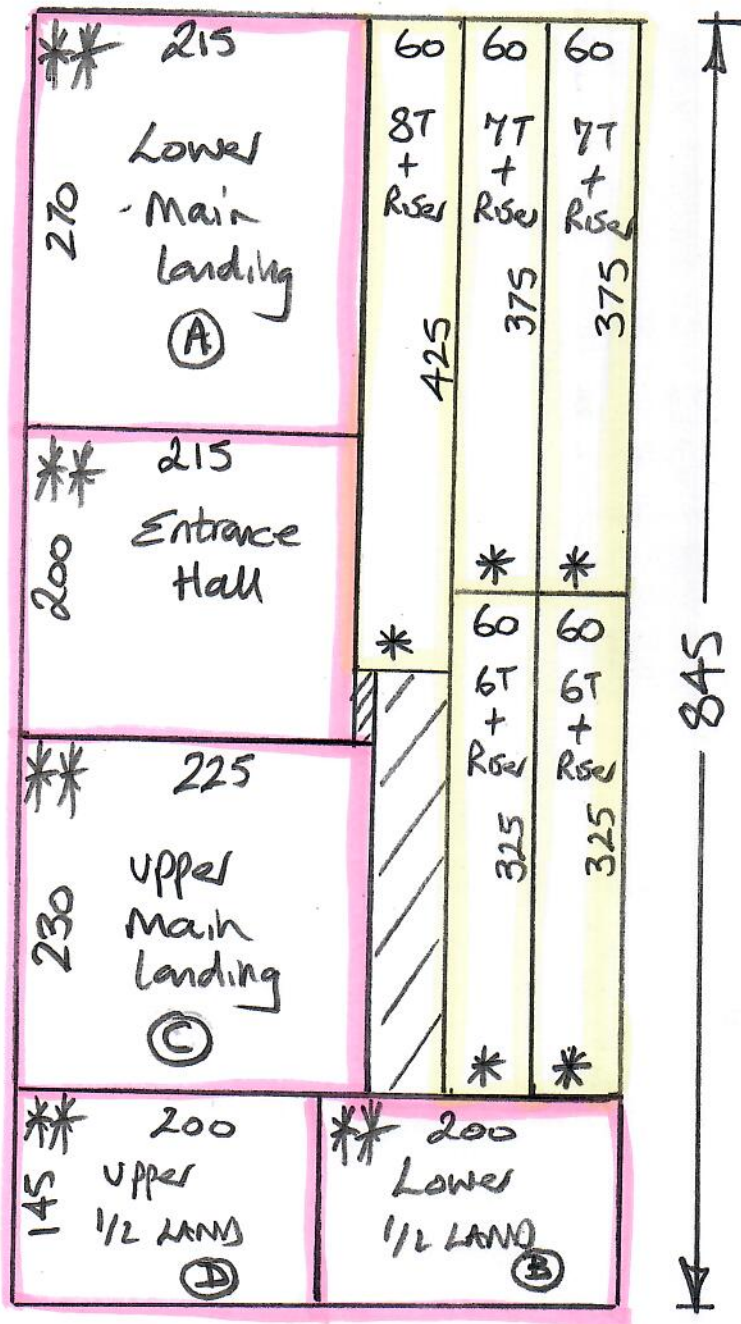 ** 215
Lower
Main
Landing
270
A
60
8T
+
Riser
425
*
60
7T
+
Riser
375
*
60
7T
+
Riser
375
*
** 215
Entrance
Hall
200
60
6T
+
Riser
325
*
60
6T
+
Riser
325
*
845
** 225
upper
Main
Landing
230
C
** 200
upper
1/2 LAND
145
D
** 200
Lower
1/2 LAND
B